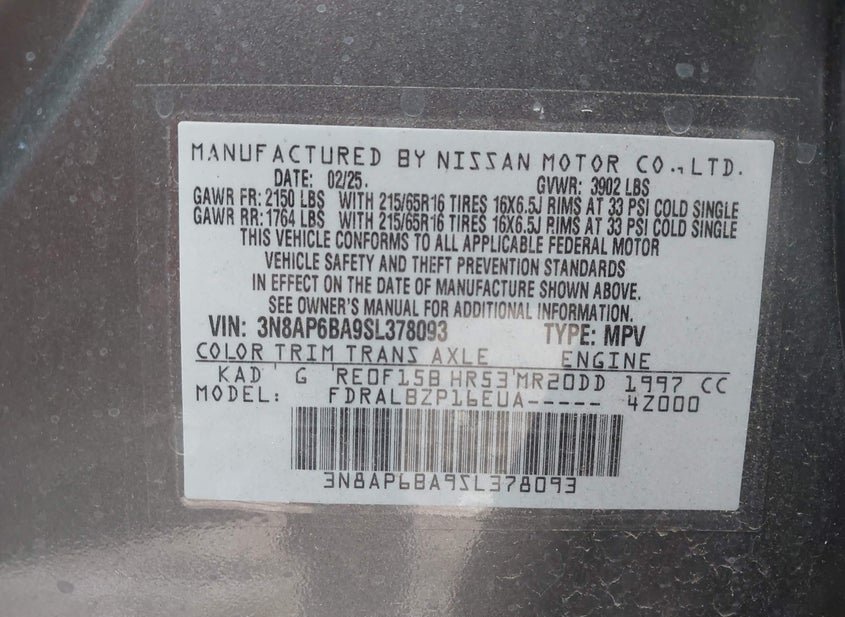 MANUFACTURED BY NISSAN MOTOR CO., LTD.
DATE: 02/25. GVWR: 3902 LBS
GAWR FR: 2150 LBS WITH 215/65R16 TIRES 16X6.5J RIMS AT 33 PSI COLD SINGLE
GAWR RR: 1764 LBS WITH 215/65R16 TIRES 16X6.5J RIMS AT 33 PSI COLD SINGLE
THIS VEHICLE CONFORMS TO ALL APPLICABLE FEDERAL MOTOR
VEHICLE SAFETY AND THEFT PREVENTION STANDARDS
IN EFFECT ON THE DATE OF MANUFACTURE SHOWN ABOVE.
SEE OWNER'S MANUAL FOR ADDITIONAL INFORMATION.
VIN: 3N8AP6BA9SL378093 TYPE: MPV
COLOR TRIM TRANS AXLE ENGINE
KAD G RE0F15B HR53 MR20DD 1997 CC
MODEL: FDRALBZP16EUA----- 42000
3N8AP6BA9SL378093